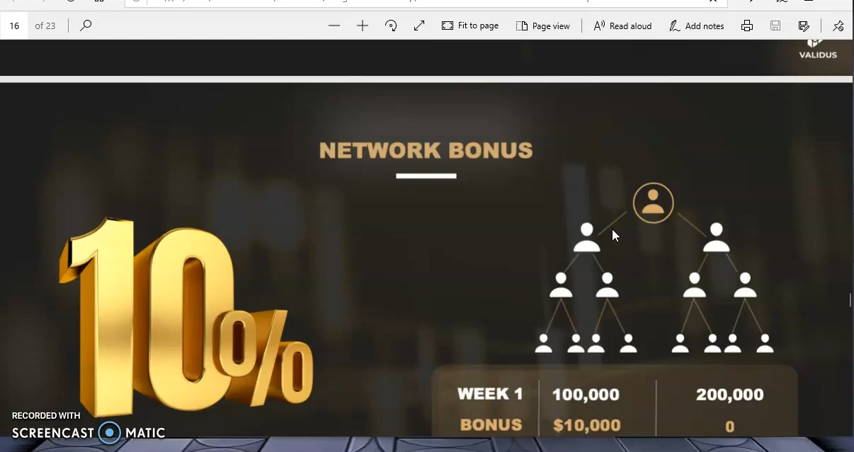 16 of 23
Fit to page
Page view
Read aloud
Add notes
VALIDUS
NETWORK BONUS
10%
WEEK 1 100,000 200,000
BONUS $10,000 0
RECORDED WITH
SCREENCAST MATIC